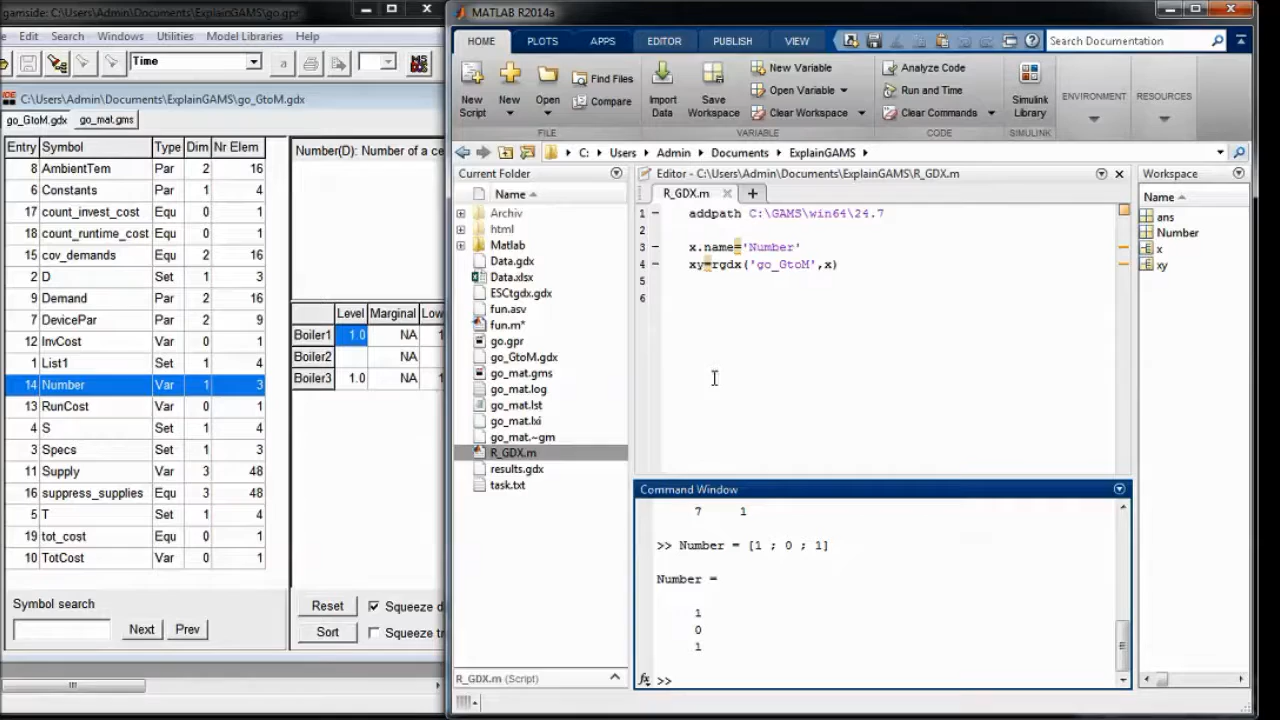 gamside: C:\Users\Admin\Documents\ExplainGAMS\go.gpr
Edit Search Windows Utilities Model Libraries Help
Time
a
C:\Users\Admin\Documents\ExplainGAMS\go_GtoM.gdx
go_GtoM.gdx go_mat.gms
Entry Symbol Type Dim Nr Elem
8 AmbientTem Par 2 16
6 Constants Par 1 4
17 count_invest_cost Equ 0 1
18 count_runtime_cost Equ 0 1
15 cov_demands Equ 2 16
2 D Set 1 3
9 Demand Par 2 16
7 DevicePar Par 2 9
12 InvCost Var 0 1
1 List1 Set 1 4
14 Number Var 1 3
13 RunCost Var 0 1
4 S Set 1 4
3 Specs Set 1 3
11 Supply Var 3 48
16 suppress_supplies Equ 3 48
5 T Set 1 4
19 tot_cost Equ 0 1
10 TotCost Var 0 1
Symbol search
Next Prev
Number(D): Number of a ce
Level Marginal Low
Boiler1 1.0 NA 1
Boiler2 NA
Boiler3 1.0 NA 1
Reset Squeeze d
Sort Squeeze tr
MATLAB R2014a
HOME PLOTS APPS EDITOR PUBLISH VIEW Search Documentation
New Script
New
Open
Find Files
Compare
Import Data
Save Workspace
New Variable
Open Variable
Clear Workspace
Analyze Code
Run and Time
Clear Commands
Simulink Library
ENVIRONMENT
RESOURCES
FILE VARIABLE CODE SIMULINK
C: Users Admin Documents ExplainGAMS
Current Folder
Name
Archiv
html
Matlab
Data.gdx
Data.xlsx
ESCtgdx.gdx
fun.asv
fun.m*
go.gpr
go_GtoM.gdx
go_mat.gms
go_mat.log
go_mat.lst
go_mat.lxi
go_mat.~gm
R_GDX.m
results.gdx
task.txt
R_GDX.m (Script)
Editor - C:\Users\Admin\Documents\ExplainGAMS\R_GDX.m
R_GDX.m
1 addpath C:\GAMS\win64\24.7
2
3 x.name='Number'
4 xy=rgdx('go_GtoM',x)
5
6
Command Window
7 1
>> Number = [1 ; 0 ; 1]
Number =
1
0
1
fx >>
Workspace
Name
ans
Number
x
xy